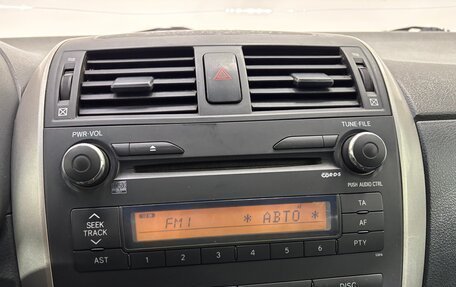 PWR·VOL
TUNE·FILE
R·D·S
PUSH AUDIO CTRL
SEEK
TRACK
FM1 * АВТО *
TA
AF
PTY
AST 1 2 3 4 5 6
DISC